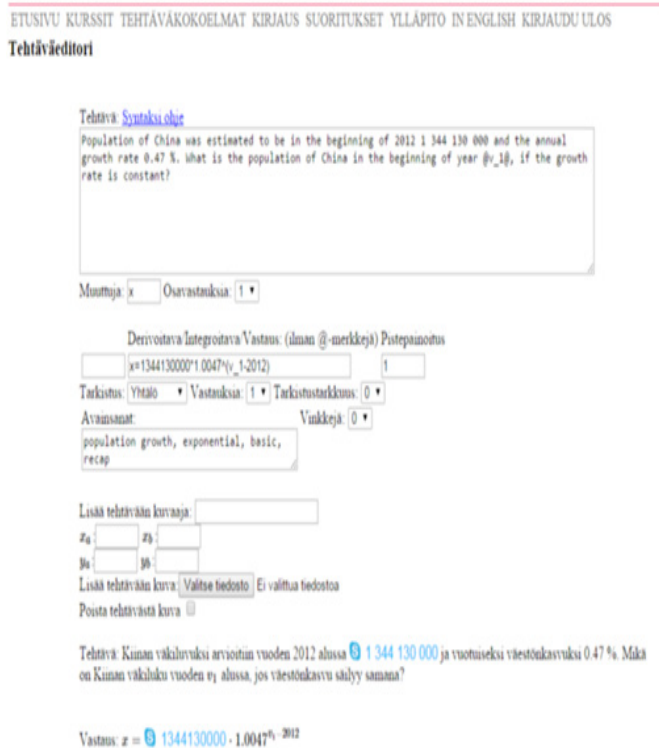 ETUSIVU KURSSIT TEHTÄVÄKOKOELMAT KIRJAUS SUORITUKSET YLLÄPITO IN ENGLISH KIRJAUDU ULOS
Tehtäväeditori
Tehtävä: Syntaksi ohje
Population of China was estimated to be in the beginning of 2012 1 344 130 000 and the annual
growth rate 0.47 %. What is the population of China in the beginning of year @v_1@, if the growth
rate is constant?
Muuttuja: x Osavastauksia: 1
Derivoitava/Integroitava/Vastaus: (ilman @-merkkejä) Pistepainoitus
x=1344130000*1.0047^(v_1-2012) 1
Tarkistus: Yhtälö Vastauksia: 1 Tarkistustarkkuus: 0
Avainsanat: Vinkkejä: 0
population growth, exponential, basic,
recap
Lisää tehtävään kuvaaja:
xa: xb:
ya: yb:
Lisää tehtävään kuva: Valitse tiedosto Ei valittua tiedostoa
Poista tehtävästä kuva
Tehtävä: Kiinan väkiluvuksi arvioitiin vuoden 2012 alussa 1 344 130 000 ja vuotuiseksi väestönkasvuksi 0.47 %. Mikä
on Kiinan väkiluku vuoden v₁ alussa, jos väestönkasvu säilyy samana?
Vastaus: x = 1344130000 · 1.0047^(v₁ - 2012)